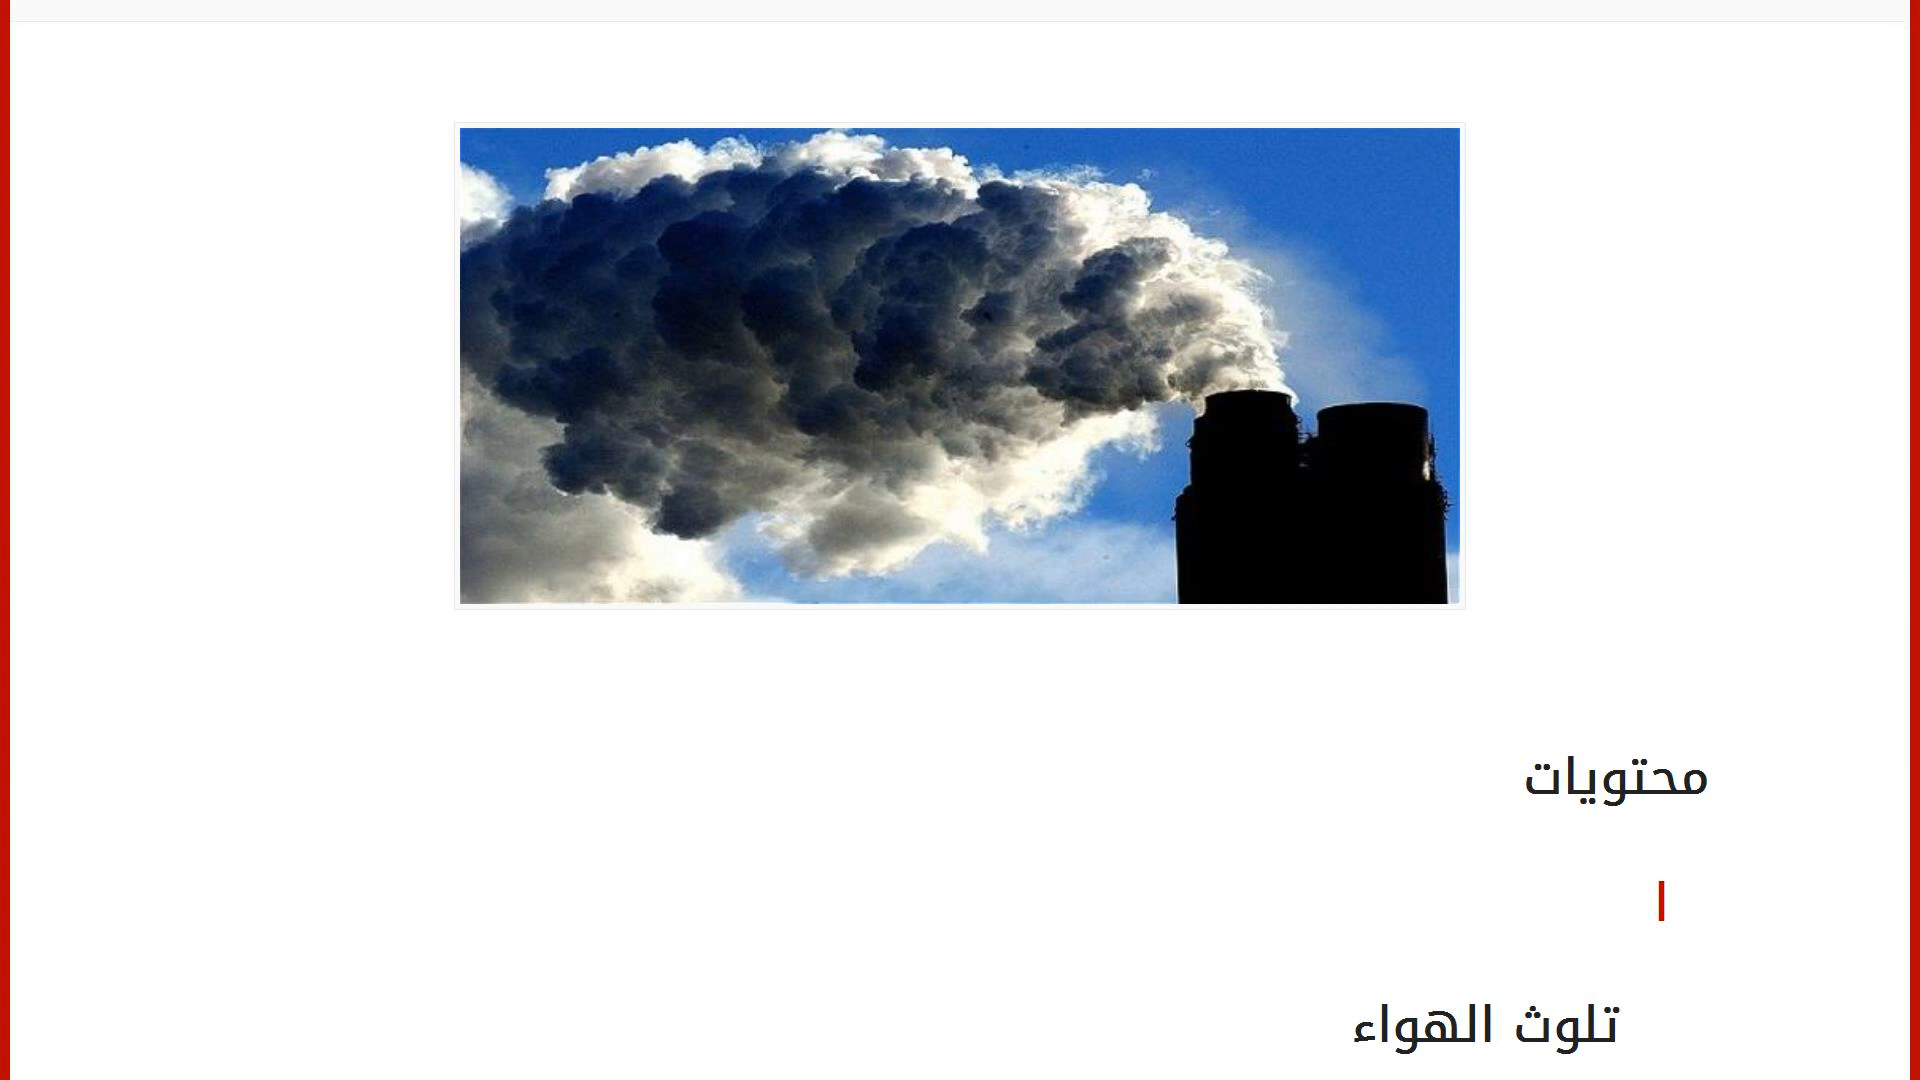 محتويات
ا
تلوث الهواء